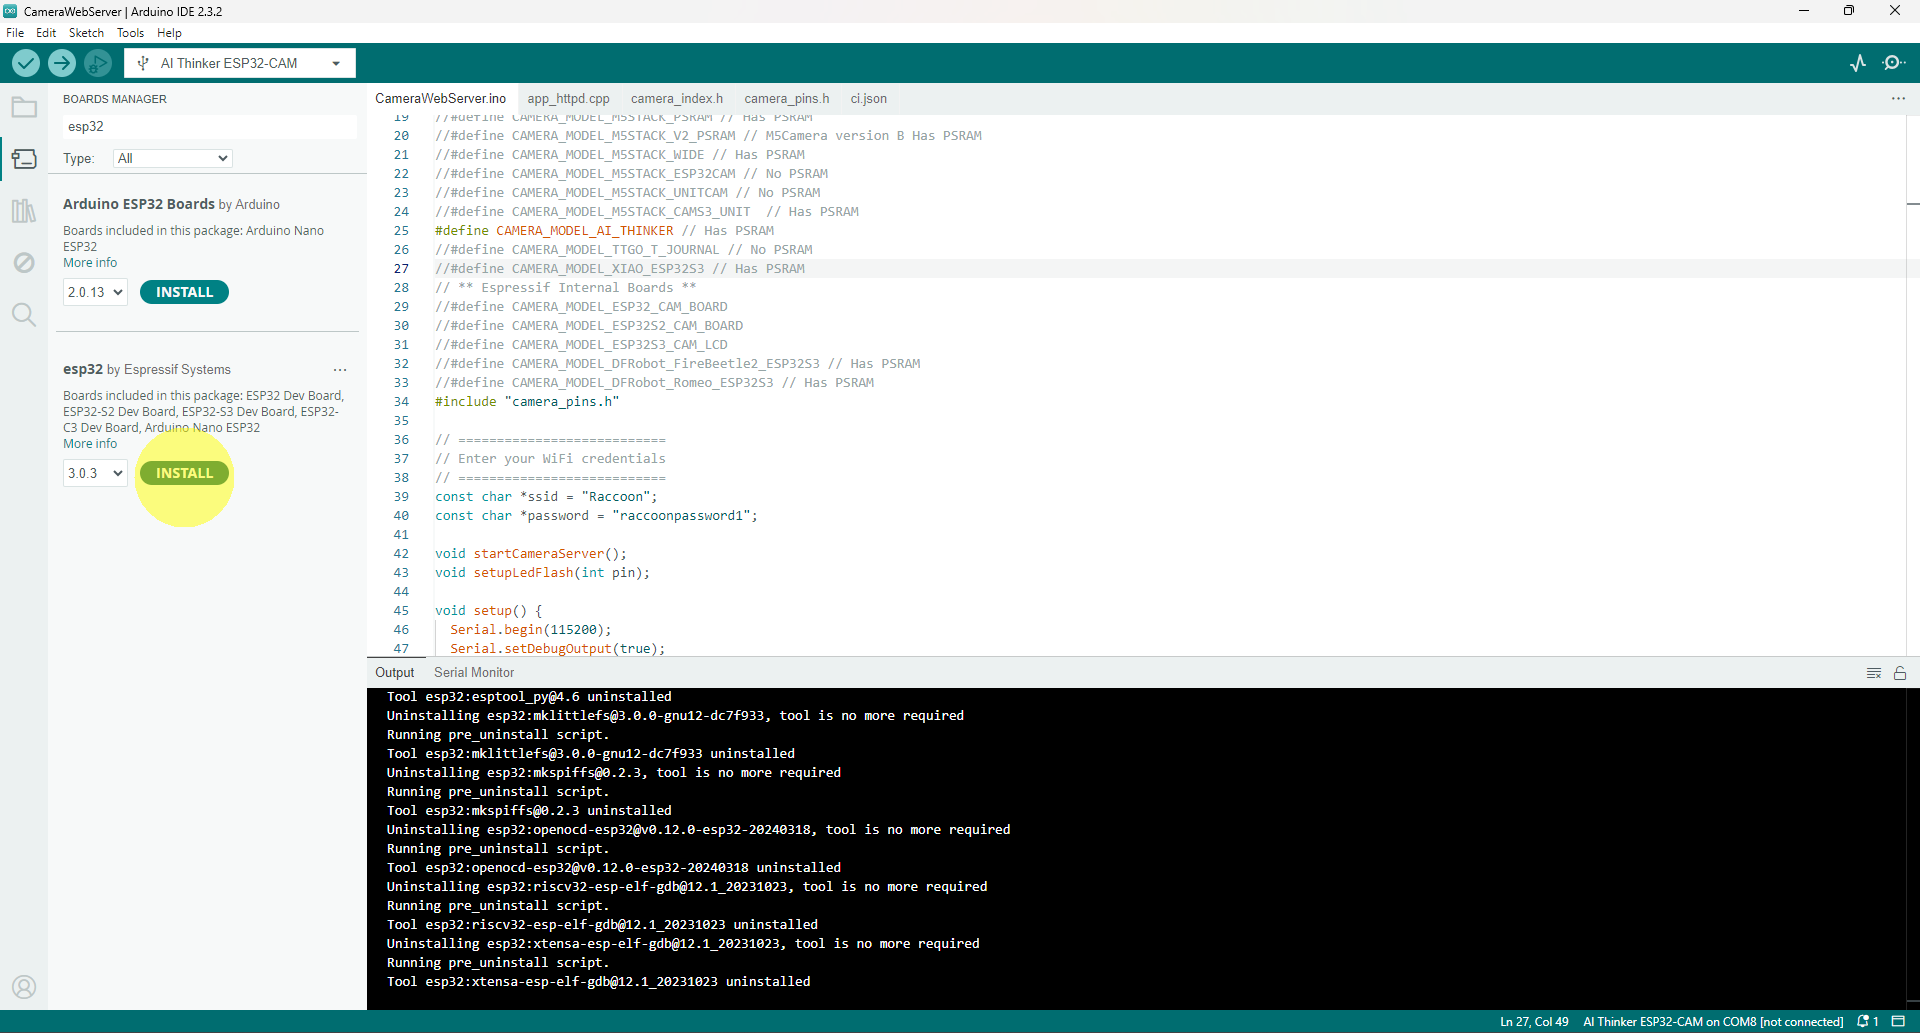 CameraWebServer | Arduino IDE 2.3.2
File Edit Sketch Tools Help
AI Thinker ESP32-CAM
BOARDS MANAGER
esp32
Type: All
Arduino ESP32 Boards by Arduino
Boards included in this package: Arduino Nano
ESP32
More info
2.0.13 INSTALL
esp32 by Espressif Systems ...
Boards included in this package: ESP32 Dev Board,
ESP32-S2 Dev Board, ESP32-S3 Dev Board, ESP32-
C3 Dev Board, Arduino Nano ESP32
More info
3.0.3 INSTALL
CameraWebServer.ino app_httpd.cpp camera_index.h camera_pins.h ci.json ...
19 //#define CAMERA_MODEL_M5STACK_PSRAM // Has PSRAM
20 //#define CAMERA_MODEL_M5STACK_V2_PSRAM // M5Camera version B Has PSRAM
21 //#define CAMERA_MODEL_M5STACK_WIDE // Has PSRAM
22 //#define CAMERA_MODEL_M5STACK_ESP32CAM // No PSRAM
23 //#define CAMERA_MODEL_M5STACK_UNITCAM // No PSRAM
24 //#define CAMERA_MODEL_M5STACK_CAMS3_UNIT  // Has PSRAM
25 #define CAMERA_MODEL_AI_THINKER // Has PSRAM
26 //#define CAMERA_MODEL_TTGO_T_JOURNAL // No PSRAM
27 //#define CAMERA_MODEL_XIAO_ESP32S3 // Has PSRAM
28 // ** Espressif Internal Boards **
29 //#define CAMERA_MODEL_ESP32_CAM_BOARD
30 //#define CAMERA_MODEL_ESP32S2_CAM_BOARD
31 //#define CAMERA_MODEL_ESP32S3_CAM_LCD
32 //#define CAMERA_MODEL_DFRobot_FireBeetle2_ESP32S3 // Has PSRAM
33 //#define CAMERA_MODEL_DFRobot_Romeo_ESP32S3 // Has PSRAM
34 #include "camera_pins.h"
35
36 // ===========================
37 // Enter your WiFi credentials
38 // ===========================
39 const char *ssid = "Raccoon";
40 const char *password = "raccoonpassword1";
41
42 void startCameraServer();
43 void setupLedFlash(int pin);
44
45 void setup() {
46 Serial.begin(115200);
47 Serial.setDebugOutput(true);
Output Serial Monitor
Tool esp32:esptool_py@4.6 uninstalled
Uninstalling esp32:mklittlefs@3.0.0-gnu12-dc7f933, tool is no more required
Running pre_uninstall script.
Tool esp32:mklittlefs@3.0.0-gnu12-dc7f933 uninstalled
Uninstalling esp32:mkspiffs@0.2.3, tool is no more required
Running pre_uninstall script.
Tool esp32:mkspiffs@0.2.3 uninstalled
Uninstalling esp32:openocd-esp32@v0.12.0-esp32-20240318, tool is no more required
Running pre_uninstall script.
Tool esp32:openocd-esp32@v0.12.0-esp32-20240318 uninstalled
Uninstalling esp32:riscv32-esp-elf-gdb@12.1_20231023, tool is no more required
Running pre_uninstall script.
Tool esp32:riscv32-esp-elf-gdb@12.1_20231023 uninstalled
Uninstalling esp32:xtensa-esp-elf-gdb@12.1_20231023, tool is no more required
Running pre_uninstall script.
Tool esp32:xtensa-esp-elf-gdb@12.1_20231023 uninstalled
Ln 27, Col 49 AI Thinker ESP32-CAM on COM8 [not connected] 1